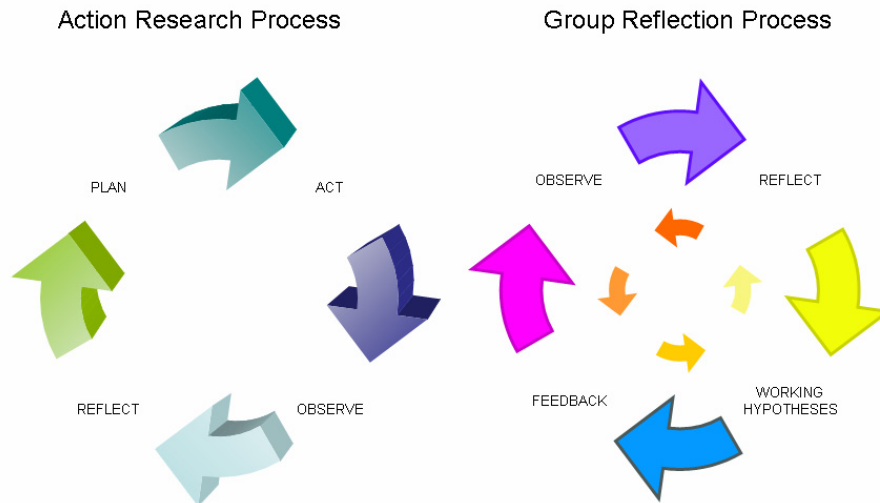 Action Research Process
Group Reflection Process
PLAN
ACT
REFLECT
OBSERVE
OBSERVE
REFLECT
FEEDBACK
WORKING
HYPOTHESES